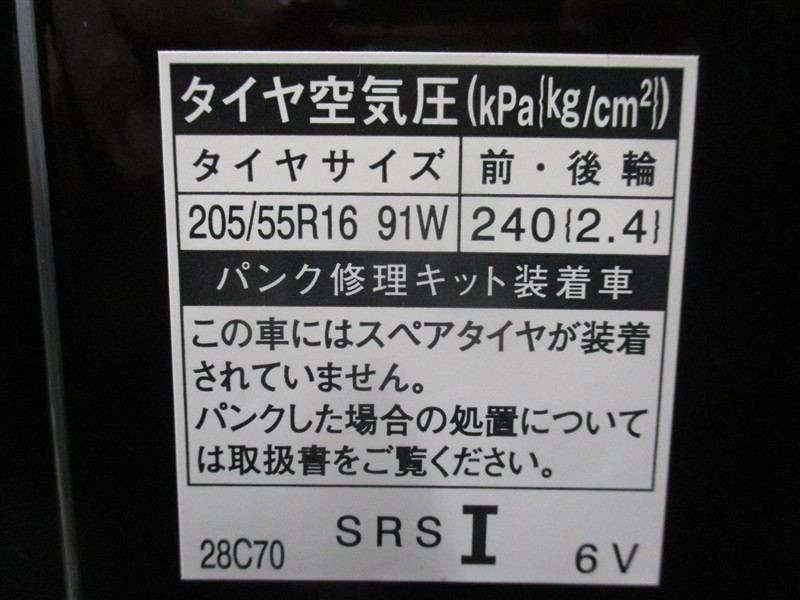 タイヤ空気圧(kPa{kg/cm²})
タイヤサイズ 前・後輪
205/55R16 91W 240{2.4}
パンク修理キット装着車
この車にはスペアタイヤが装着
されていません。
パンクした場合の処置について
は取扱書をご覧ください。
28C70 SRS I 6V